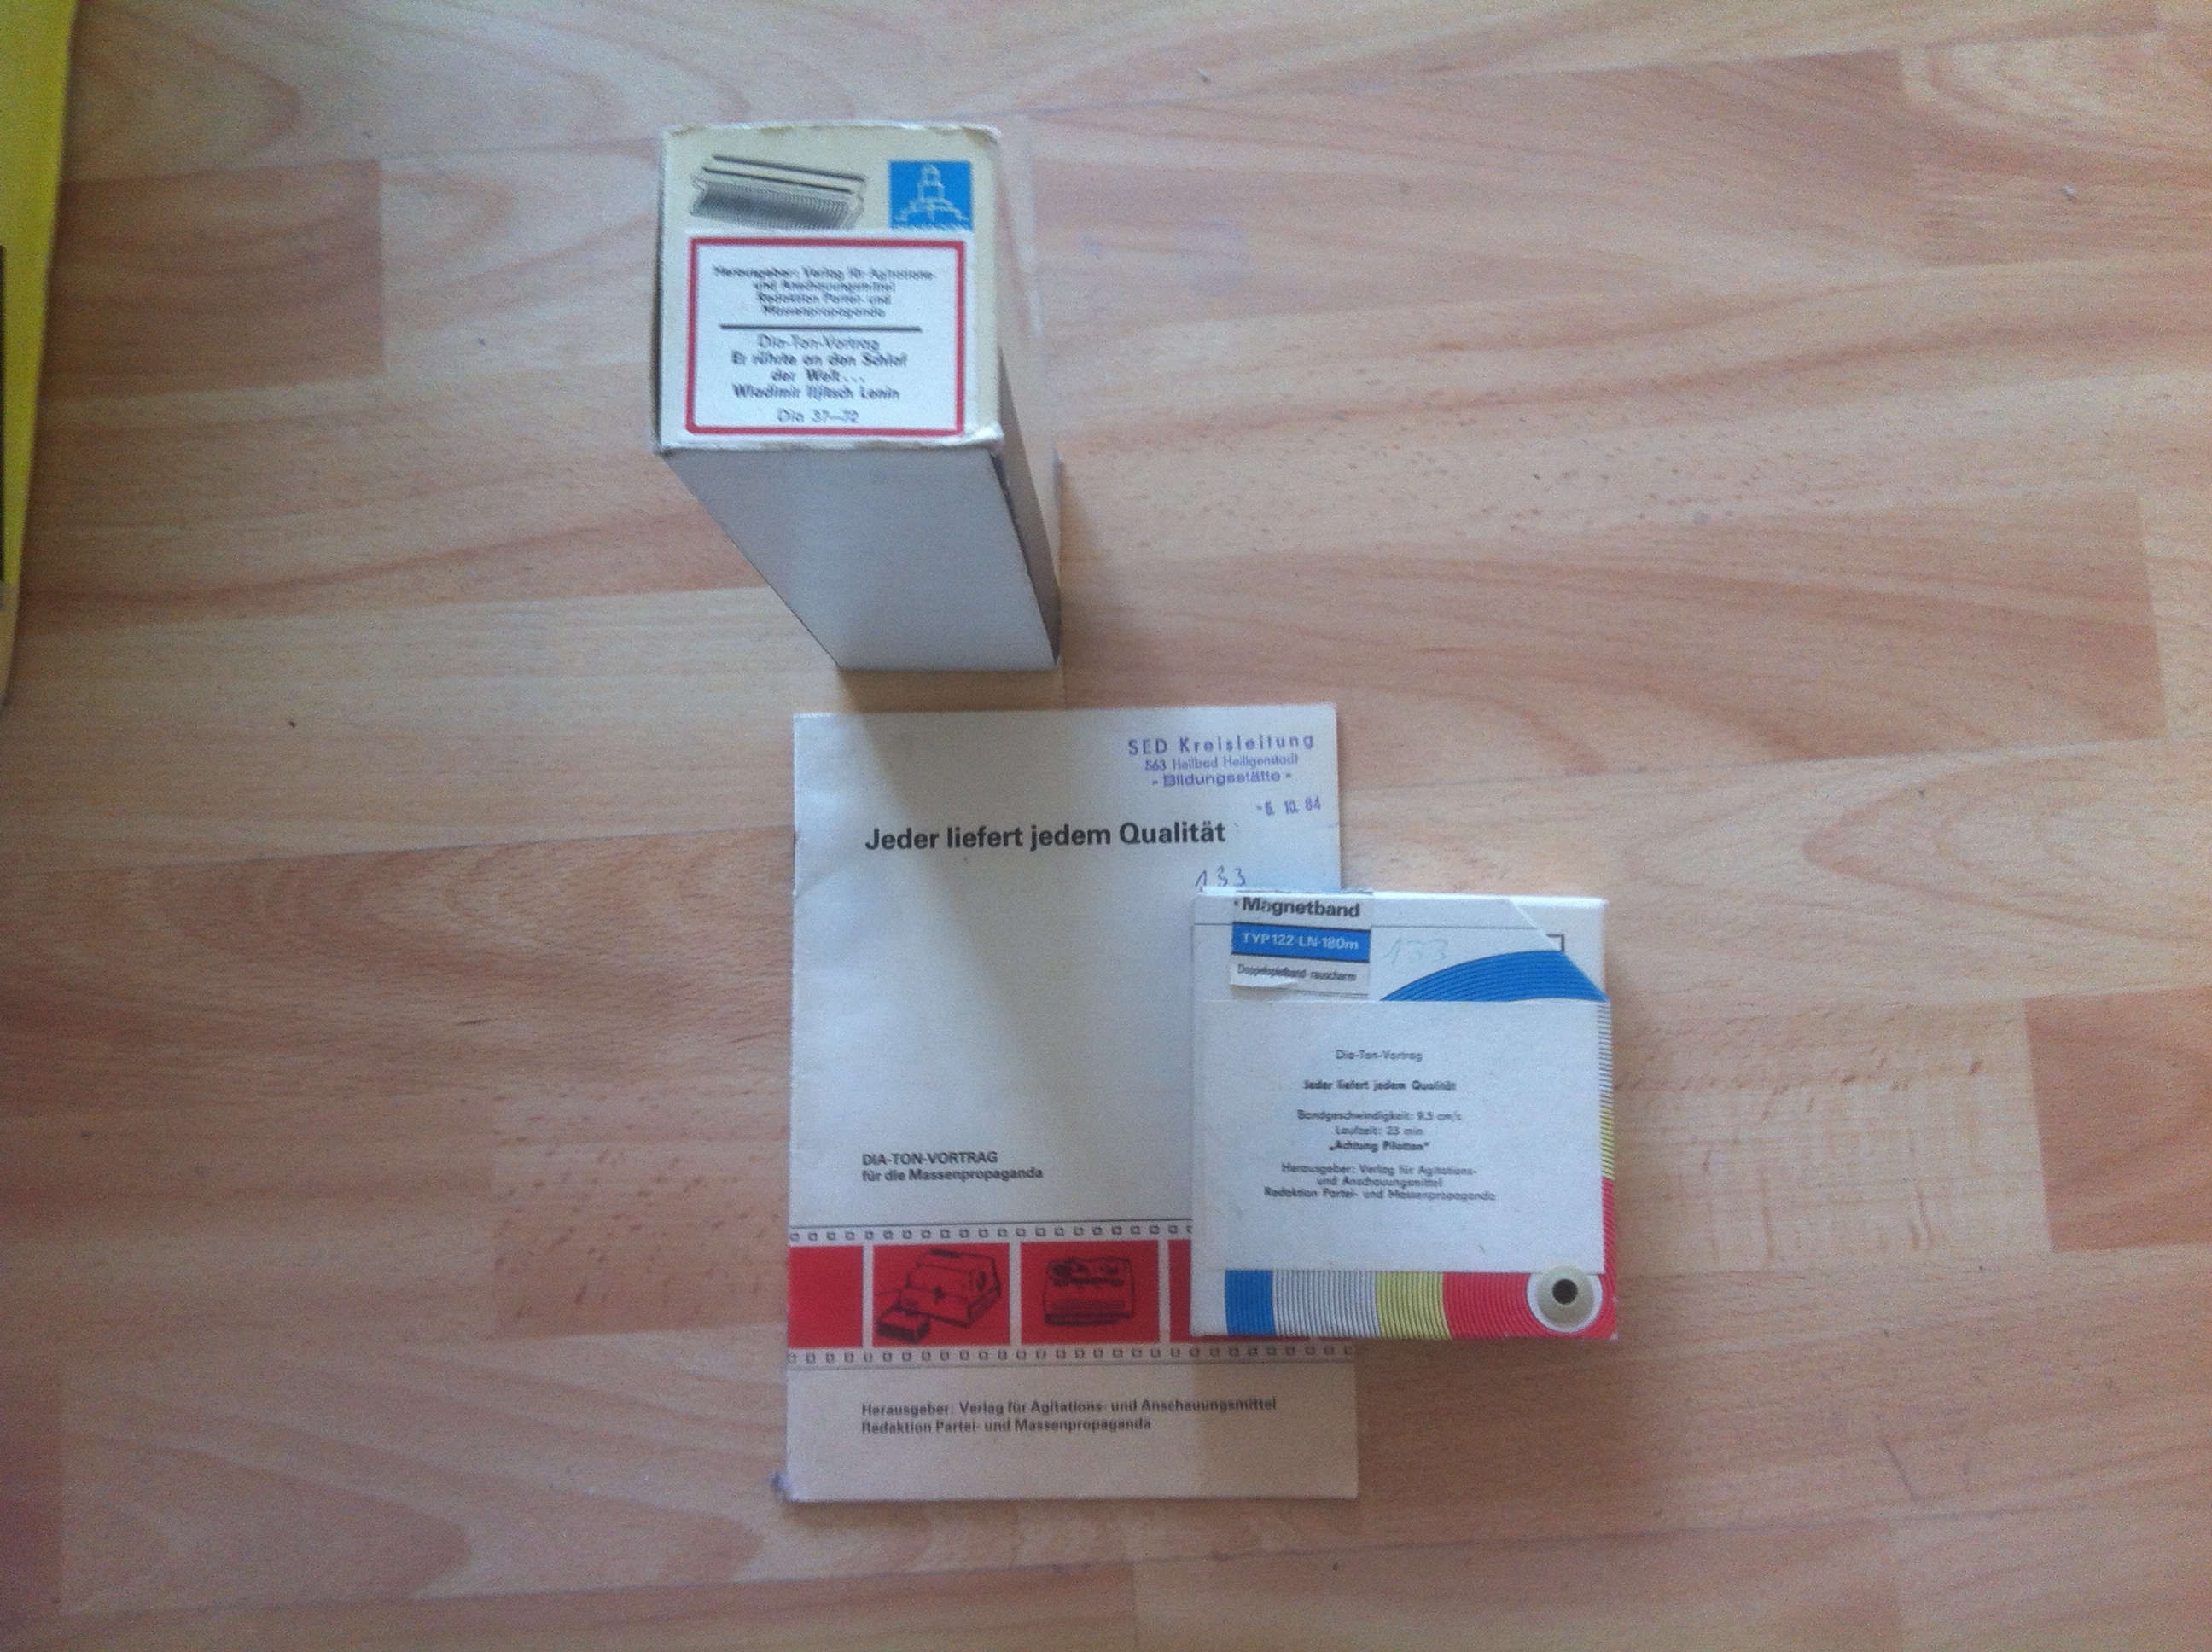 Herausgeber: Verlag für Agitations-
und Anschauungsmittel
Redaktion Partei- und
Massenpropaganda
Dia-Ton-Vortrag
Er rührte an den Schlaf
der Welt...
Wladimir Iljitsch Lenin
Dia 37—72
SED Kreisleitung
563 Heilbad Heiligenstadt
- Bildungsstätte -
-6. 10. 84
Jeder liefert jedem Qualität
133
DIA-TON-VORTRAG
für die Massenpropaganda
Herausgeber: Verlag für Agitations- und Anschauungsmittel
Redaktion Partei- und Massenpropaganda
Magnetband
TYP 122-LN-180m
Doppelspielband-rauscharm
133
Dia-Ton-Vortrag
Jeder liefert jedem Qualität
Bandgeschwindigkeit: 9,5 cm/s
Laufzeit: 23 min
„Achtung Pilotton"
Herausgeber: Verlag für Agitations-
und Anschauungsmittel
Redaktion Partei- und Massenpropaganda